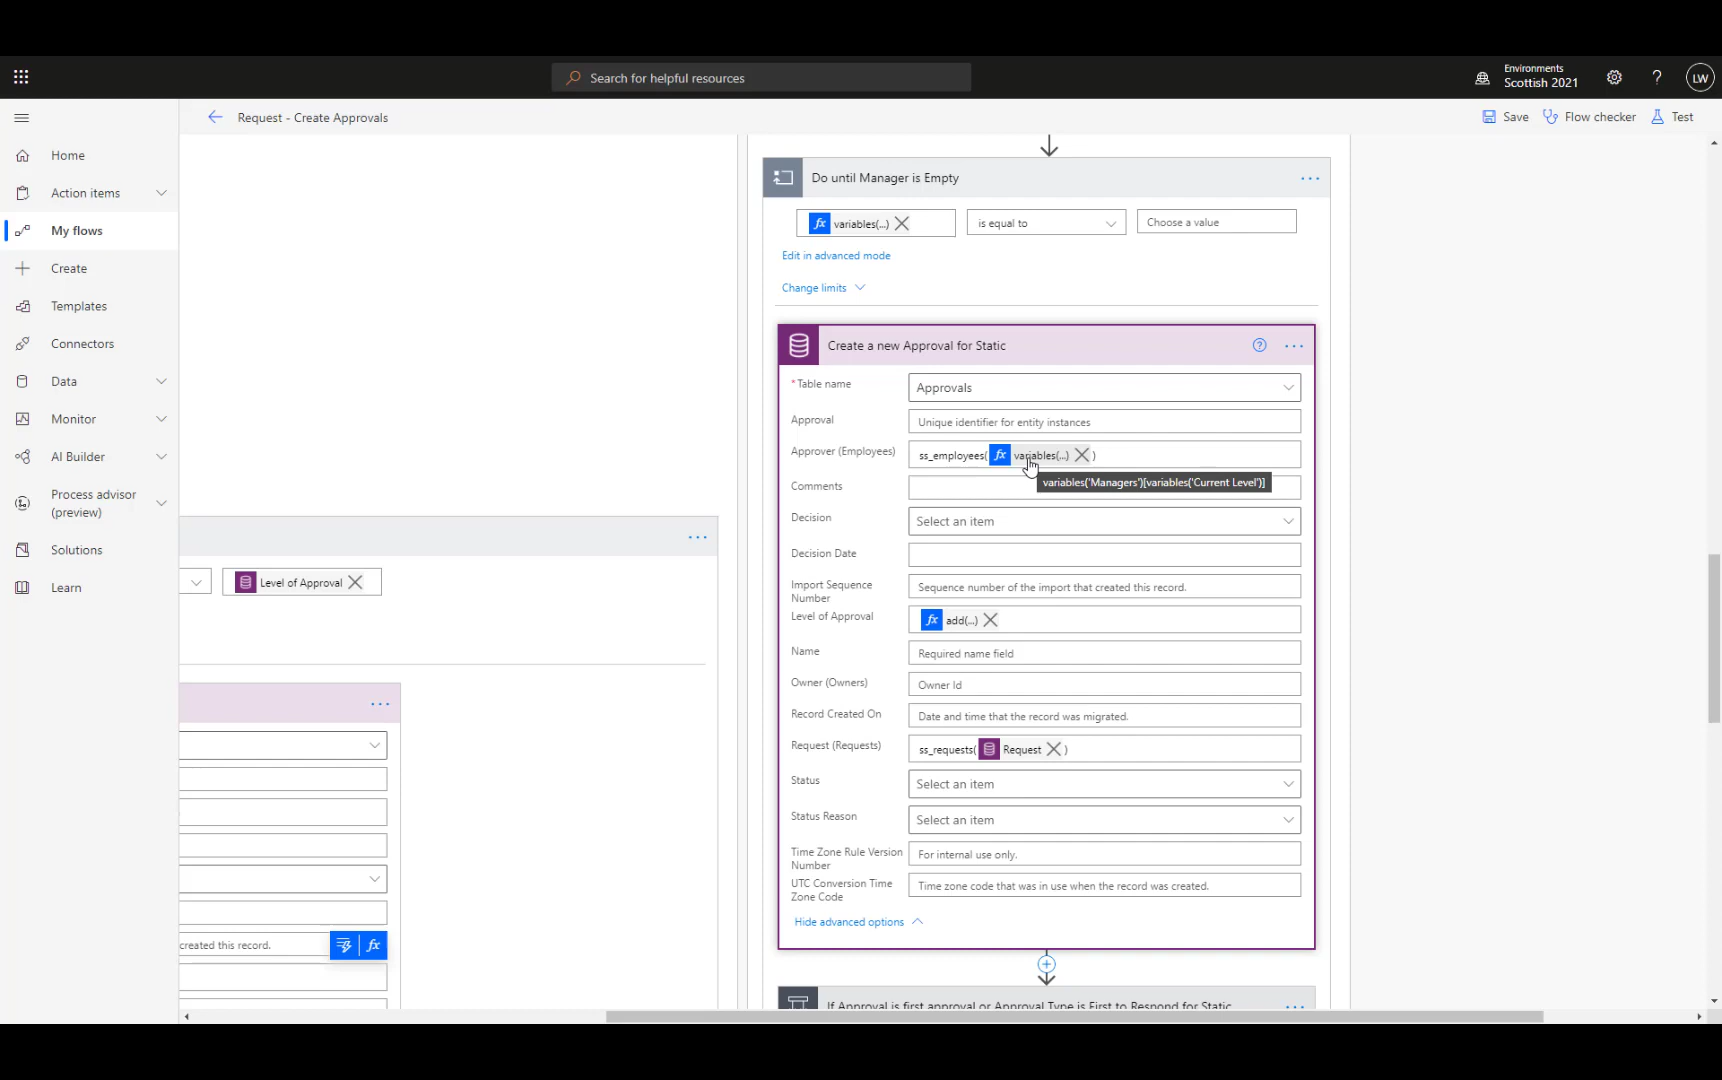 Search for helpful resources
Environments
Scottish 2021
?
LW
Request - Create Approvals
Save
Flow checker
Test
Home
Action items
My flows
Create
Templates
Connectors
Data
Monitor
AI Builder
Process advisor
(preview)
Solutions
Learn
Level of Approval
created this record.
fx
Do until Manager is Empty
fx variables(...)
is equal to
Choose a value
Edit in advanced mode
Change limits
Create a new Approval for Static
?
* Table name
Approvals
Approval
Unique identifier for entity instances
Approver (Employees)
ss_employees( fx variables(...) )
variables('Managers')[variables('Current Level')]
Comments
Decision
Select an item
Decision Date
Import Sequence
Number
Sequence number of the import that created this record.
Level of Approval
fx add(...)
Name
Required name field
Owner (Owners)
Owner Id
Record Created On
Date and time that the record was migrated.
Request (Requests)
ss_requests( Request )
Status
Select an item
Status Reason
Select an item
Time Zone Rule Version
Number
For internal use only.
UTC Conversion Time
Zone Code
Time zone code that was in use when the record was created.
Hide advanced options
If Approval is first approval or Approval Type is First to Respond for Static